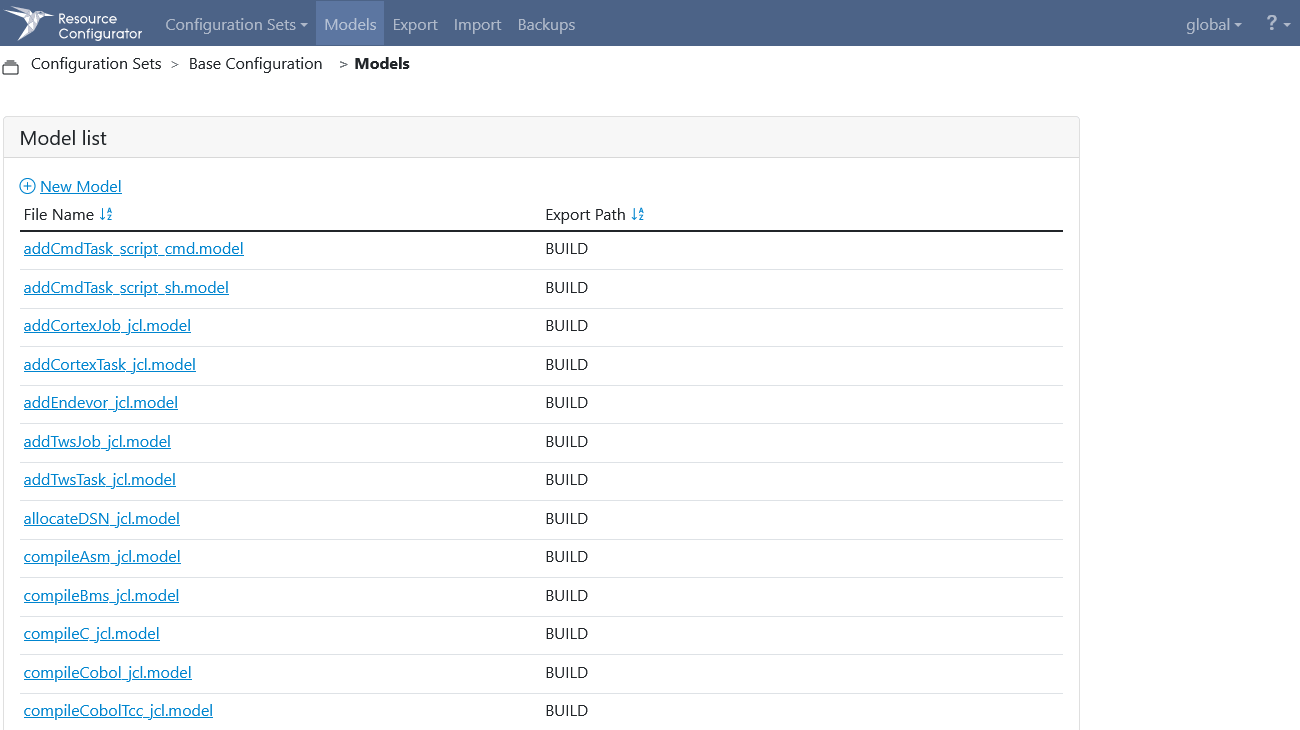 Resource
Configurator
Configuration Sets Models Export Import Backups global ?
Configuration Sets > Base Configuration > Models
Model list
New Model
File Name Export Path
addCmdTask_script_cmd.model BUILD
addCmdTask_script_sh.model BUILD
addCortexJob_jcl.model BUILD
addCortexTask_jcl.model BUILD
addEndevor_jcl.model BUILD
addTwsJob_jcl.model BUILD
addTwsTask_jcl.model BUILD
allocateDSN_jcl.model BUILD
compileAsm_jcl.model BUILD
compileBms_jcl.model BUILD
compileC_jcl.model BUILD
compileCobol_jcl.model BUILD
compileCobolTcc_jcl.model BUILD